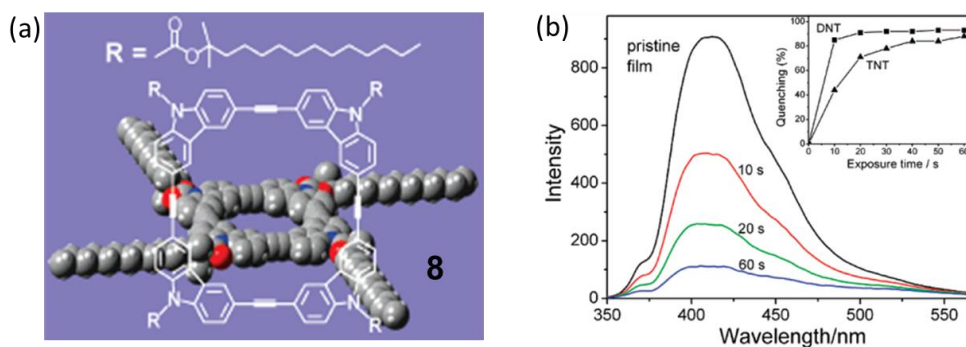 (a)
R =
O
O
R
N
R
N
N
R
N
R
8
(b)
pristine
film
10 s
20 s
60 s
Intensity
800
600
400
200
0
350 400 450 500 550
Wavelength/nm
DNT
TNT
Quenching (%)
100
80
60
40
20
0
0 10 20 30 40 50 60
Exposure time / s